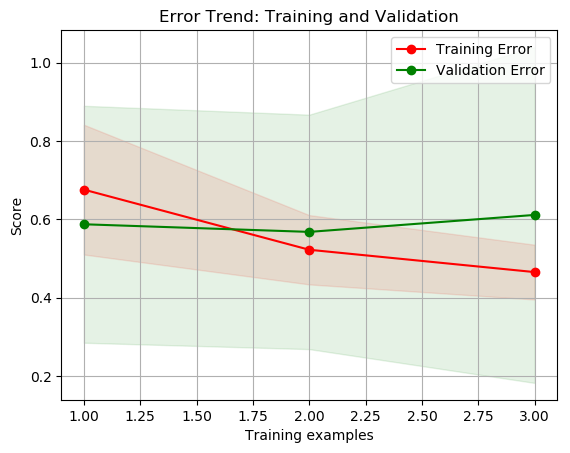 Error Trend: Training and Validation
Training Error
Validation Error
Score
1.0
0.8
0.6
0.4
0.2
1.00 1.25 1.50 1.75 2.00 2.25 2.50 2.75 3.00
Training examples